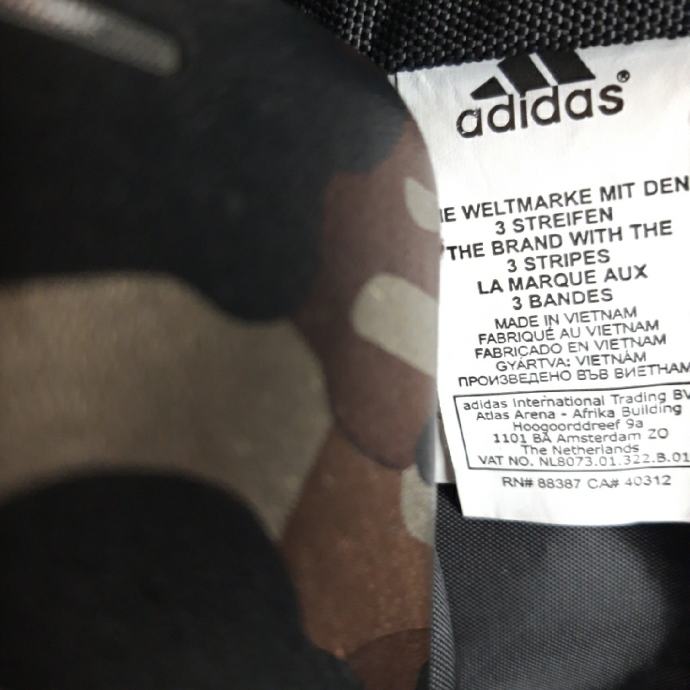 adidas®
IE WELTMARKE MIT DEN
3 STREIFEN
THE BRAND WITH THE
3 STRIPES
LA MARQUE AUX
3 BANDES
MADE IN VIETNAM
FABRIQUÉ AU VIETNAM
FABRICADO EN VIETNAM
GYÁRTVA: VIETNÁM
ПРОИЗВЕДЕНО ВЪВ ВИЕТНАМ
adidas International Trading BV
Atlas Arena - Afrika Building
Hoogoorddreef 9a
1101 BA Amsterdam ZO
The Netherlands
VAT NO. NL8073.01.322.B.01
RN# 88387 CA# 40312